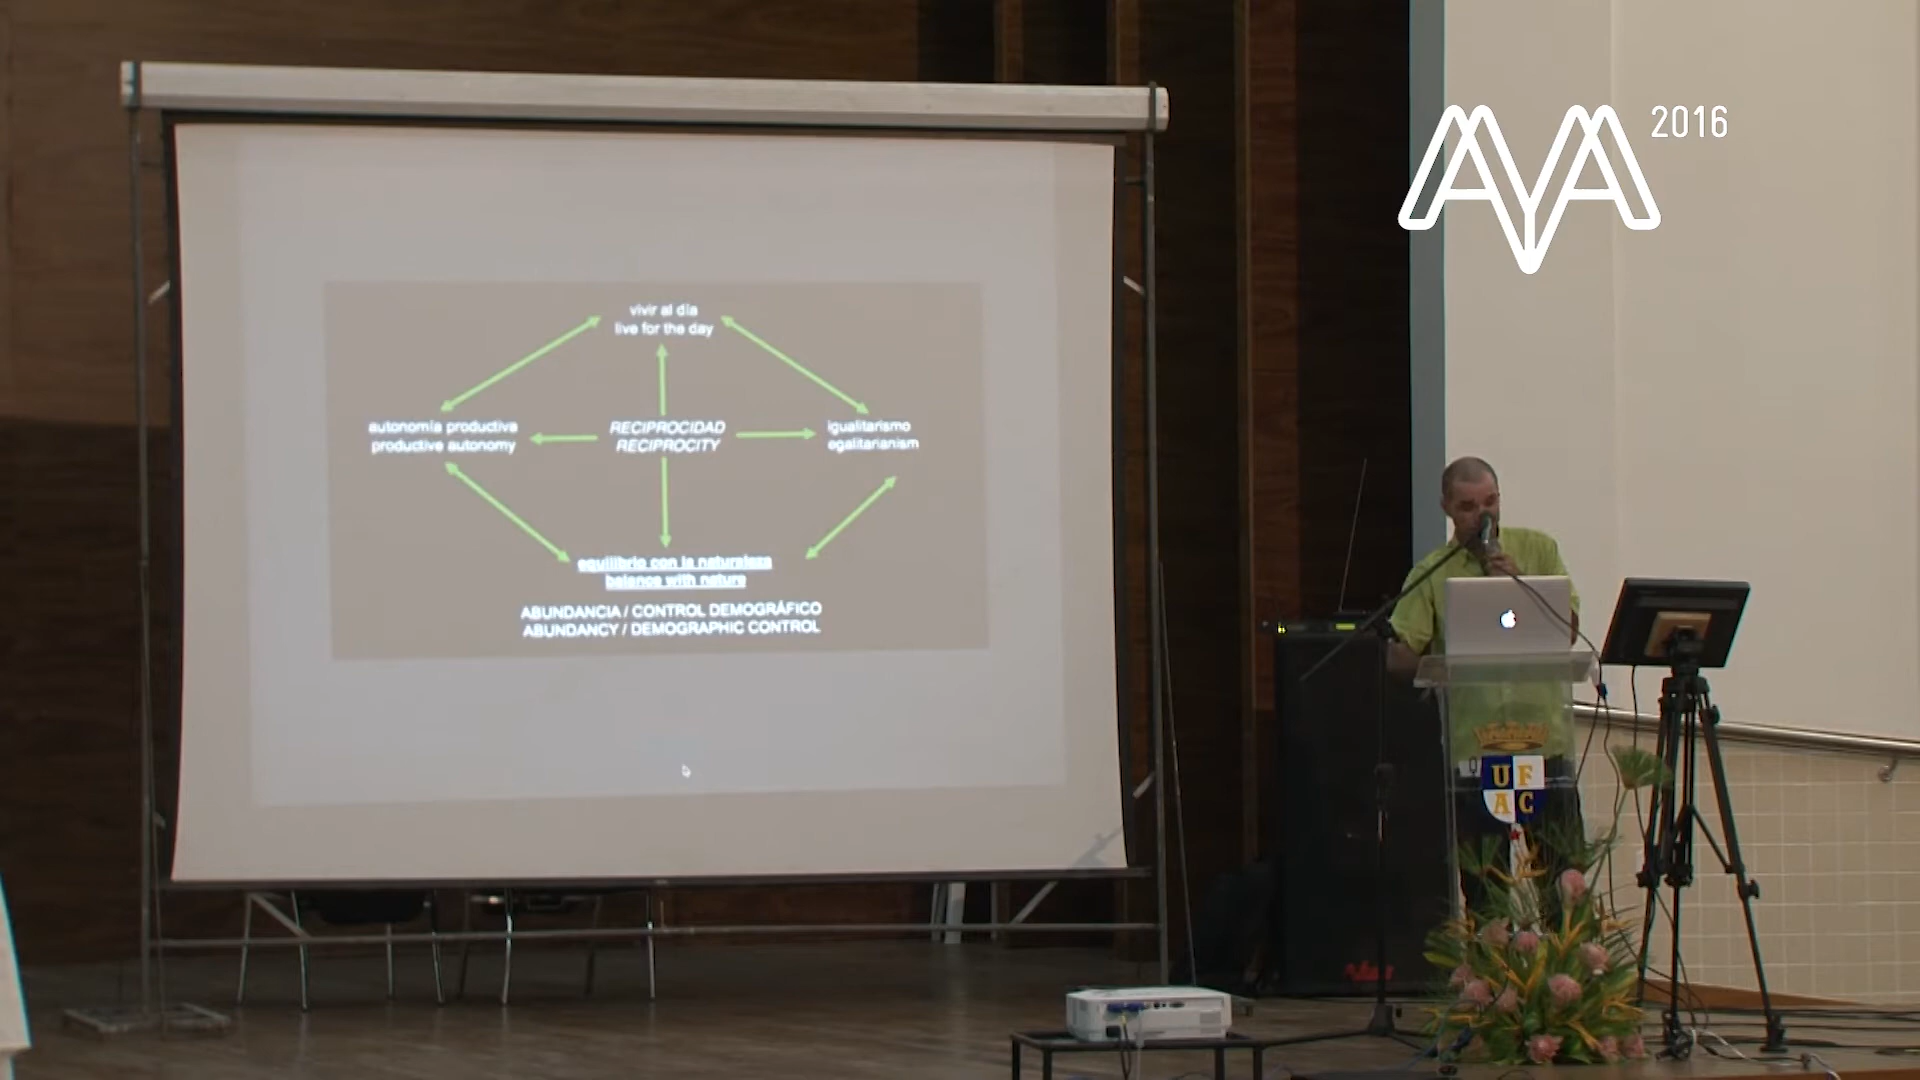 AYA 2016
vivir al día
live for the day
autonomía productiva
productive autonomy
RECIPROCIDAD
RECIPROCITY
igualitarismo
egalitarianism
equilibrio con la naturaleza
balance with nature
ABUNDANCIA / CONTROL DEMOGRÁFICO
ABUNDANCY / DEMOGRAPHIC CONTROL
U F
A C